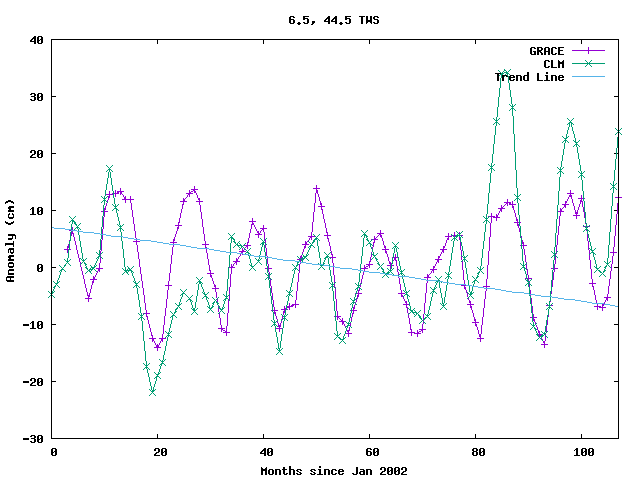 6.5, 44.5 TWS
GRACE
CLM
Trend Line
40
30
20
10
0
-10
-20
-30
Anomaly (cm)
0 20 40 60 80 100
Months since Jan 2002